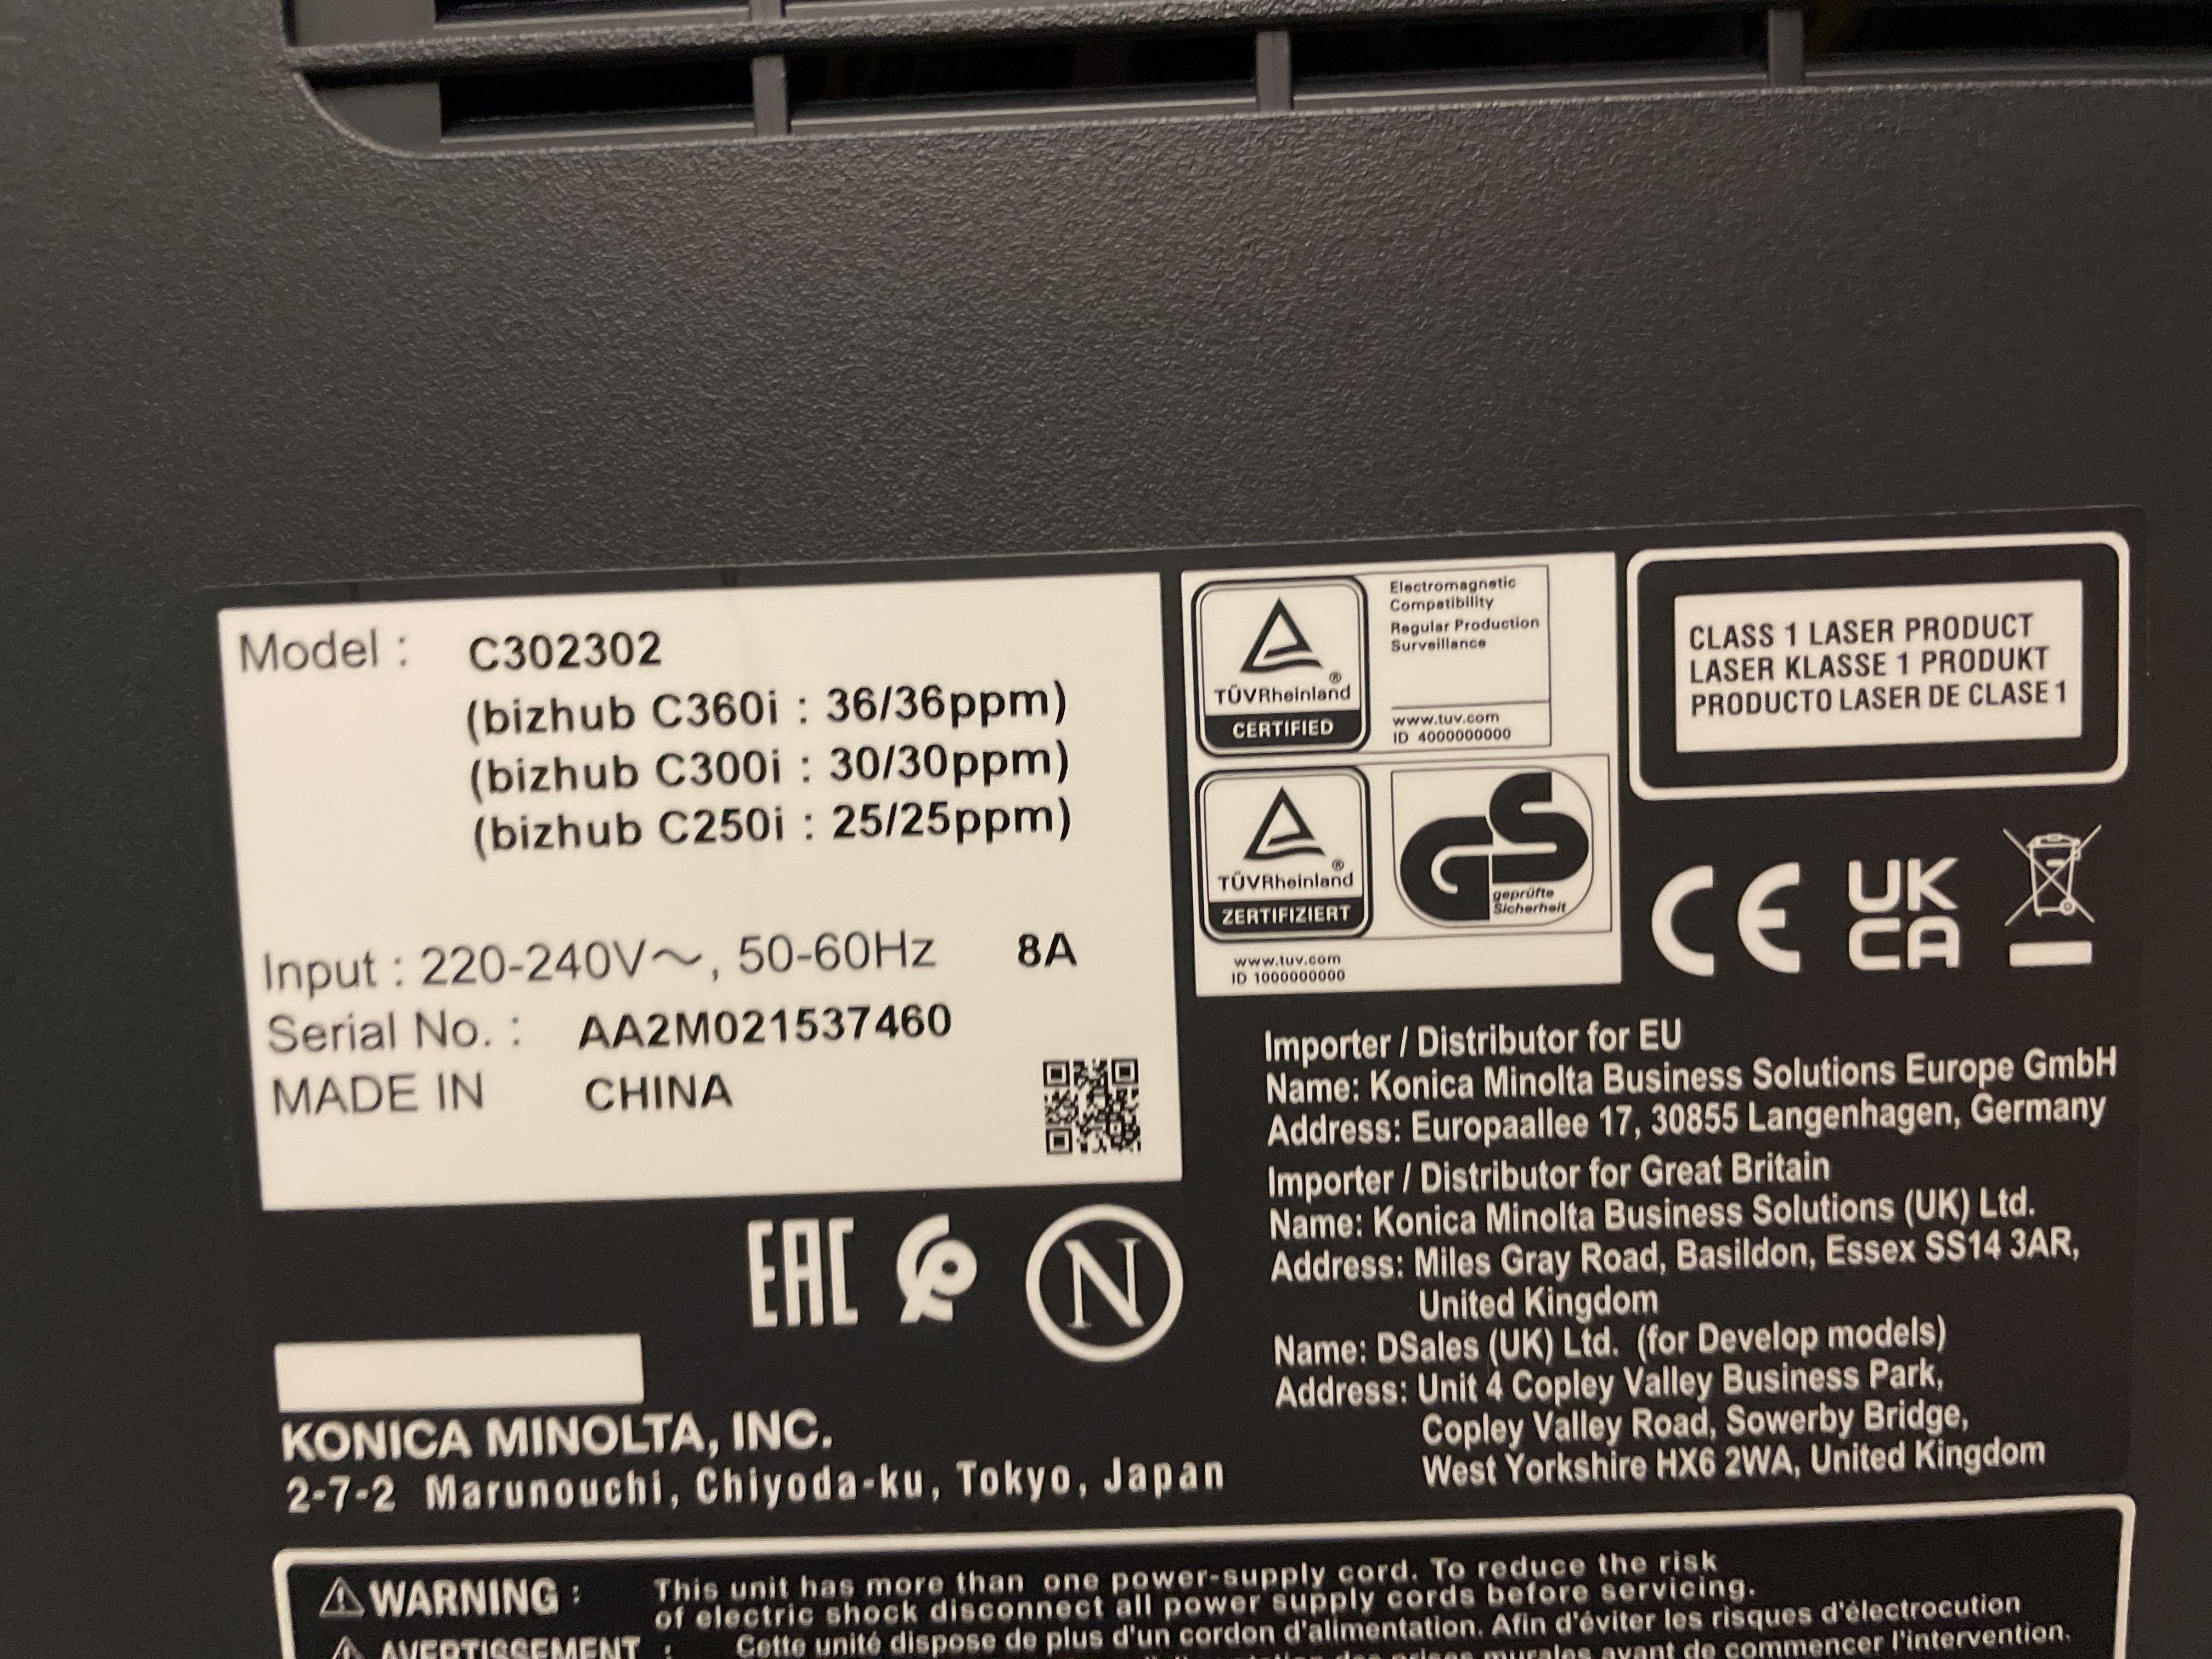 Model : C302302
(bizhub C360i : 36/36ppm)
(bizhub C300i : 30/30ppm)
(bizhub C250i : 25/25ppm)
Input : 220-240V～, 50-60Hz 8A
Serial No. : AA2M021537460
MADE IN CHINA
EAC
N
KONICA MINOLTA, INC.
2-7-2 Marunouchi, Chiyoda-ku, Tokyo, Japan
TÜVRheinland®
CERTIFIED
Electromagnetic
Compatibility
Regular Production
Surveillance
www.tuv.com
ID 4000000000
TÜVRheinland®
ZERTIFIZIERT
GS
geprüfte
Sicherheit
www.tuv.com
ID 1000000000
CLASS 1 LASER PRODUCT
LASER KLASSE 1 PRODUKT
PRODUCTO LASER DE CLASE 1
CE
UK
CA
Importer / Distributor for EU
Name: Konica Minolta Business Solutions Europe GmbH
Address: Europaallee 17, 30855 Langenhagen, Germany
Importer / Distributor for Great Britain
Name: Konica Minolta Business Solutions (UK) Ltd.
Address: Miles Gray Road, Basildon, Essex SS14 3AR,
United Kingdom
Name: DSales (UK) Ltd. (for Develop models)
Address: Unit 4 Copley Valley Business Park,
Copley Valley Road, Sowerby Bridge,
West Yorkshire HX6 2WA, United Kingdom
WARNING : This unit has more than one power-supply cord. To reduce the risk
of electric shock disconnect all power supply cords before servicing.
AVERTISSEMENT : Cette unité dispose de plus d'un cordon d'alimentation. Afin d'éviter les risques d'électrocution
murales avant de commencer l'intervention.